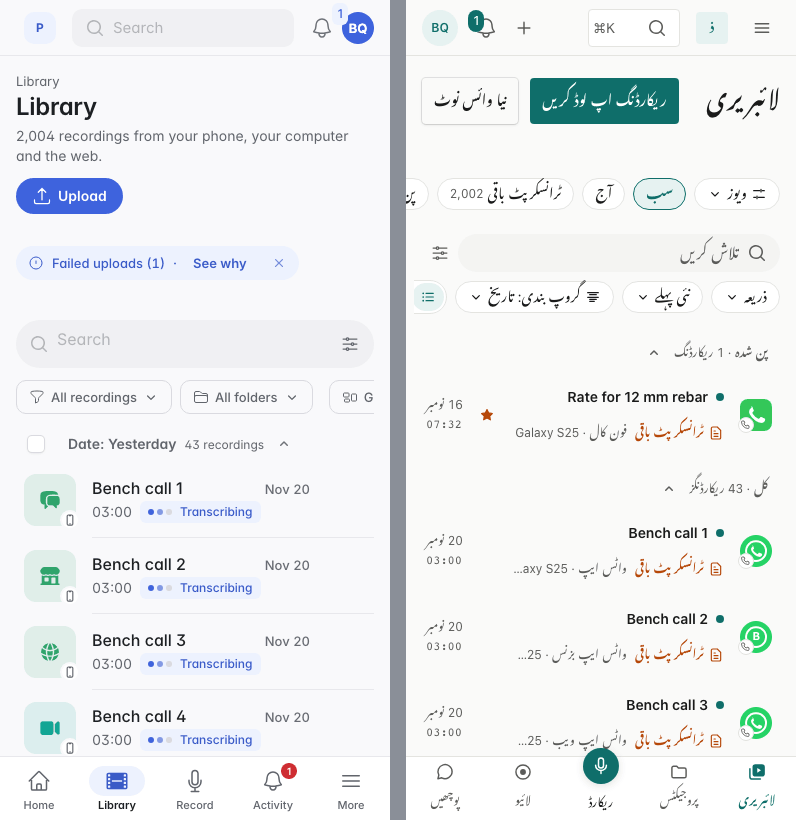 P
Search
1
BQ
Library
Library
2,004 recordings from your phone, your computer
and the web.
Upload
Failed uploads (1) · See why
Search
All recordings
All folders
G
Date: Yesterday 43 recordings
Bench call 1
Nov 20
03:00
Transcribing
Bench call 2
Nov 20
03:00
Transcribing
Bench call 3
Nov 20
03:00
Transcribing
Bench call 4
Nov 20
03:00
Transcribing
Home
Library
Record
1
Activity
More
BQ
1
⌘K
ذ
لائبریری
ریکارڈنگ اپ لوڈ کریں
نیا وائس نوٹ
ویوز
سب
آج
ٹرانسکرپٹ باقی 2,002
پن
تلاش کریں
ذریعہ
نئی پہلے
گروپ بندی: تاریخ
پن شدہ · 1 ریکارڈنگ
Rate for 12 mm rebar
16 نومبر
ٹرانسکرپٹ باقی فون کال · Galaxy S25
07:32
کل · 43 ریکارڈنگز
Bench call 1
20 نومبر
ٹرانسکرپٹ باقی واٹس ایپ · axy S25...
03:00
Bench call 2
20 نومبر
ٹرانسکرپٹ باقی واٹس ایپ بزنس · 25...
03:00
B
Bench call 3
20 نومبر
ٹرانسکرپٹ باقی واٹس ایپ ویب · 25...
03:00
لائبریری
پروجیکٹس
ریکارڈ
لائیو
پوچھیں